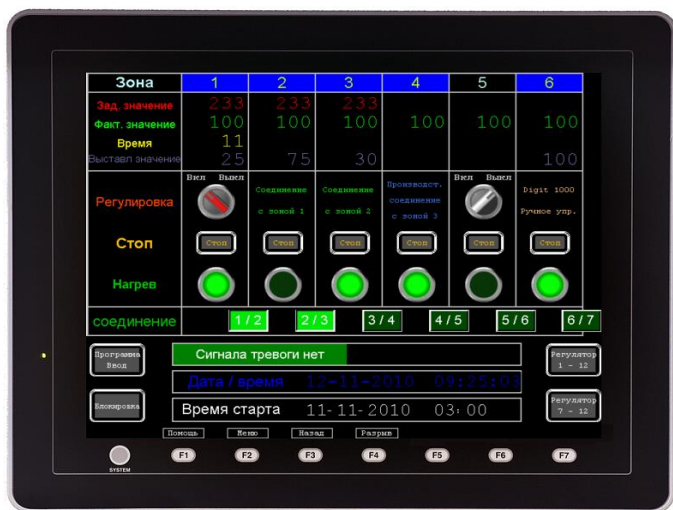 Зона 1 2 3 4 5 6
Зад. значение 233 233 233
Факт. значение 100 100 100 100 100 100
Время 11
Выставл значение 25 75 30 100
Вкл Выкл Вкл Выкл
Регулировка
Соединение с зоной 1
Соединение с зоной 2
Производст. соединение с зоной 3
Digit 1000 Ручное упр.
Стоп Стоп Стоп Стоп Стоп Стоп Стоп
Нагрев
соединение 1 / 2 2 / 3 3 / 4 4 / 5 5 / 6 6 / 7
Программа Ввод
Сигнала тревоги нет
Регулятор 1 - 12
Дата / время 12-11-2010 09:25:03
Блокировка
Время старта 11-11-2010 03:00
Регулятор 7 - 12
Помощь Меню Назад Разрыв
SYSTEM F1 F2 F3 F4 F5 F6 F7